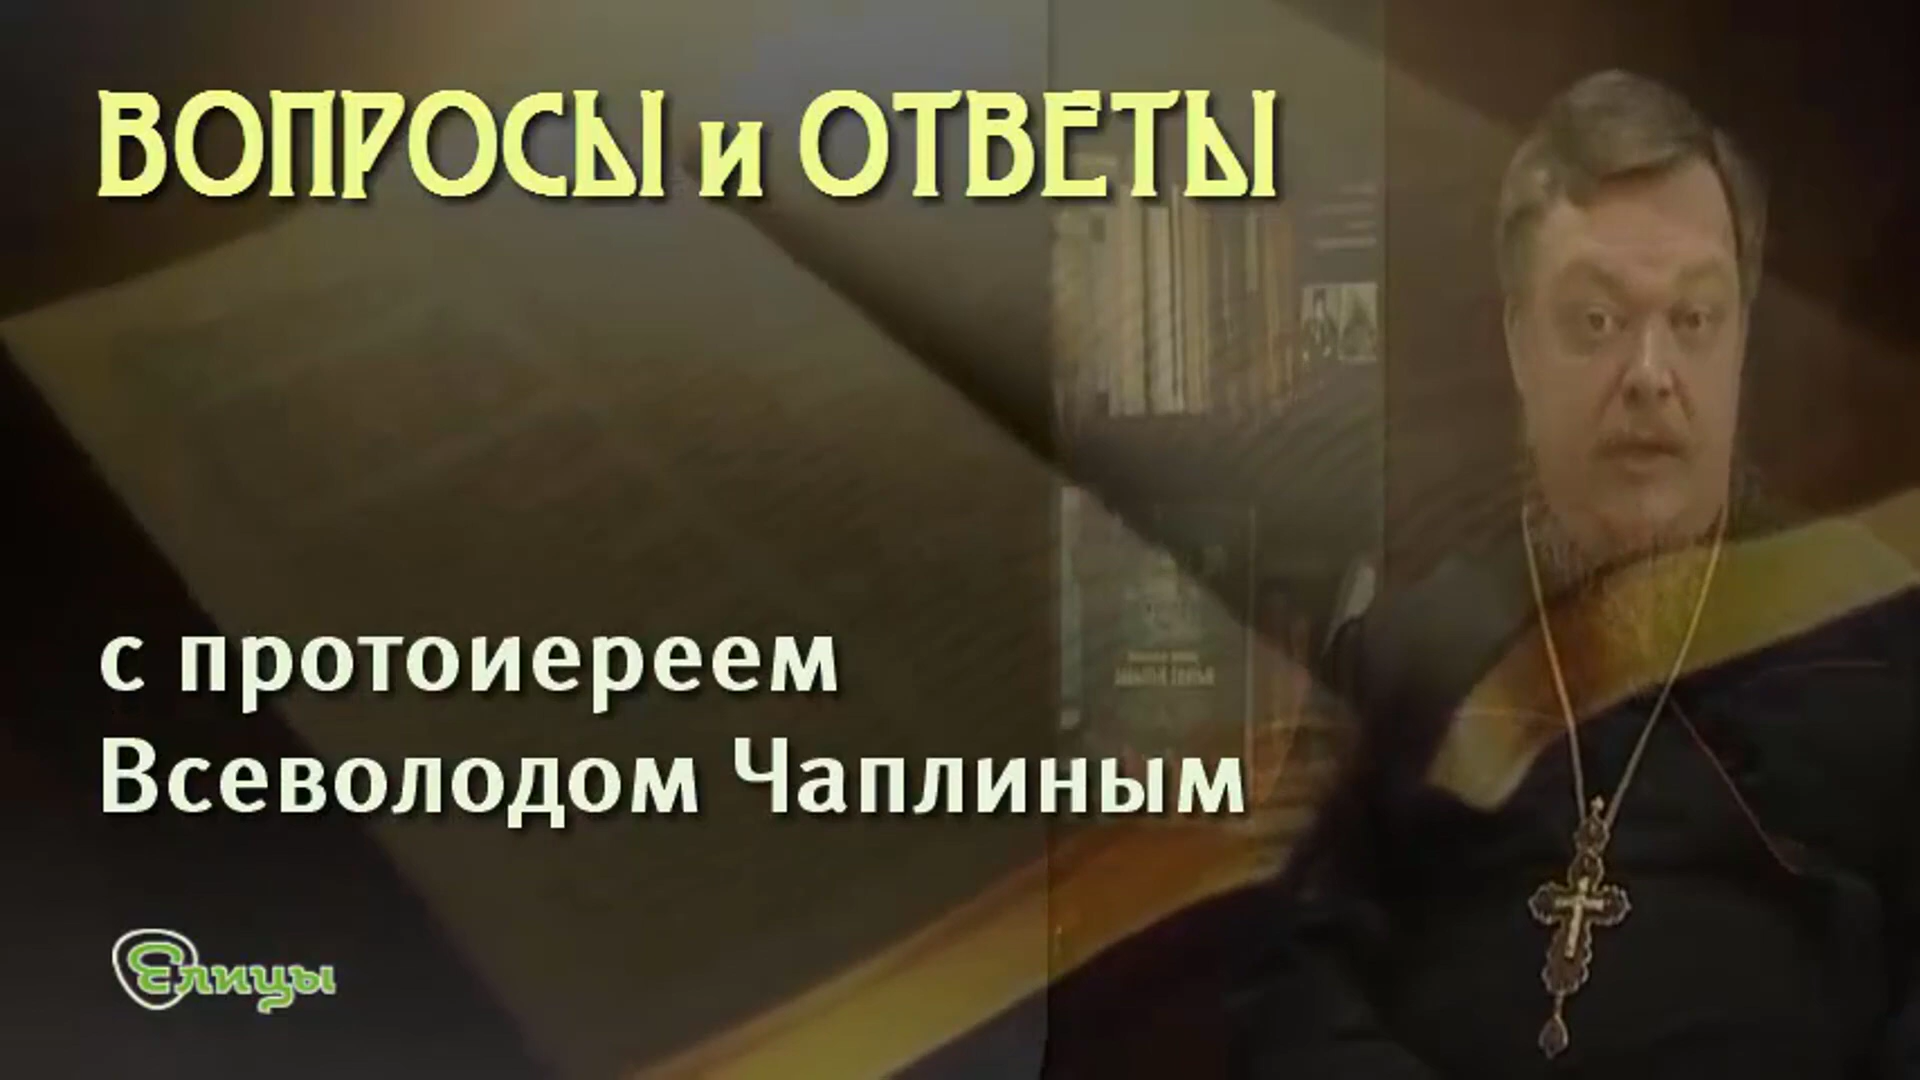 ВОПРОСЫ и ОТВЕТЫ
с протоиереем
Всеволодом Чаплиным
Елицы